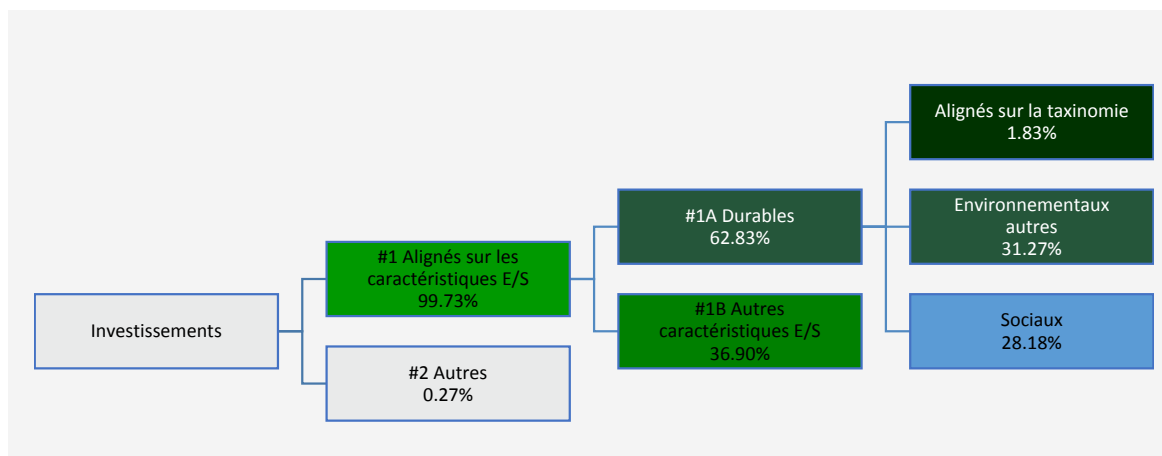 Investissements
#1 Alignés sur les
caractéristiques E/S
99.73%
#2 Autres
0.27%
#1A Durables
62.83%
#1B Autres
caractéristiques E/S
36.90%
Alignés sur la taxinomie
1.83%
Environnementaux
autres
31.27%
Sociaux
28.18%